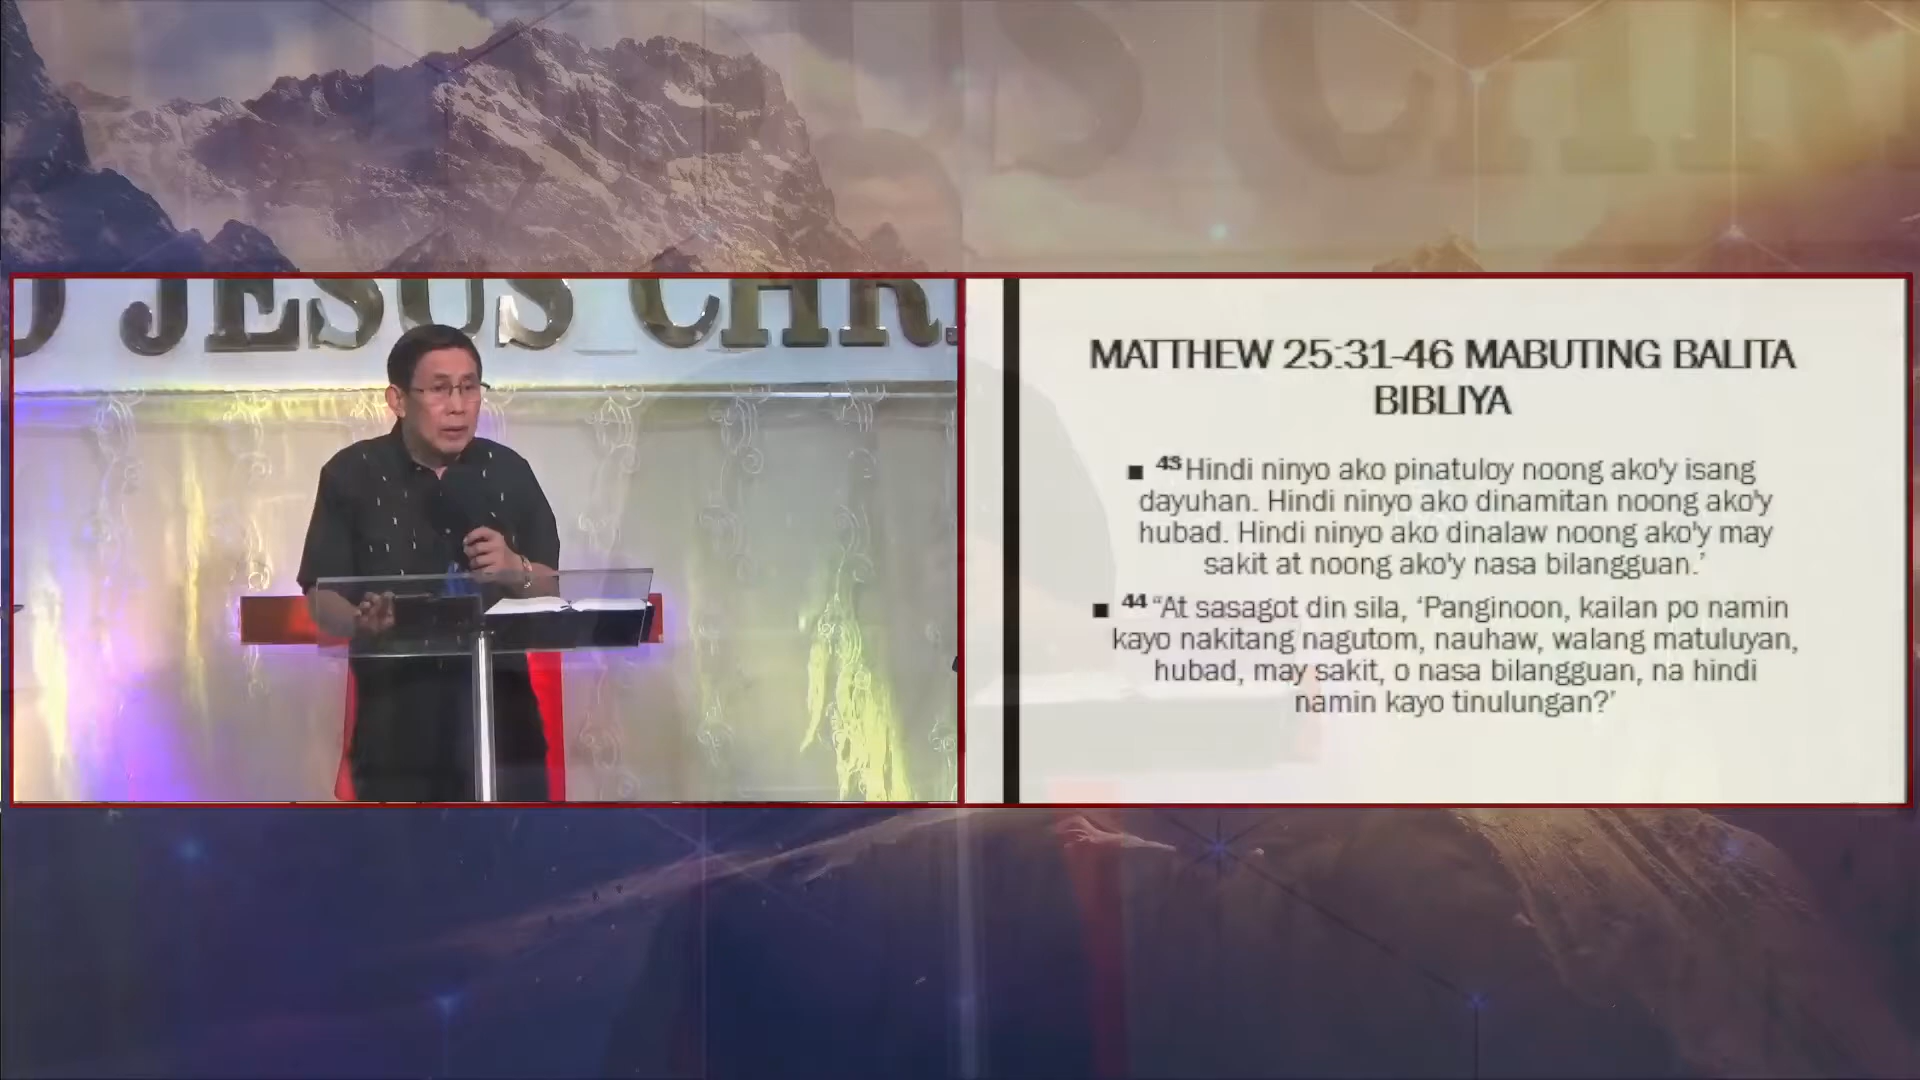 JESUS CHR
MATTHEW 25:31-46 MABUTING BALITA
BIBLIYA
■ 43 Hindi ninyo ako pinatuloy noong ako'y isang
dayuhan. Hindi ninyo ako dinamitan noong ako'y
hubad. Hindi ninyo ako dinalaw noong ako'y may
sakit at noong ako'y nasa bilangguan.’
■ 44 “At sasagot din sila, ‘Panginoon, kailan po namin
kayo nakitang nagutom, nauhaw, walang matuluyan,
hubad, may sakit, o nasa bilangguan, na hindi
namin kayo tinulungan?’